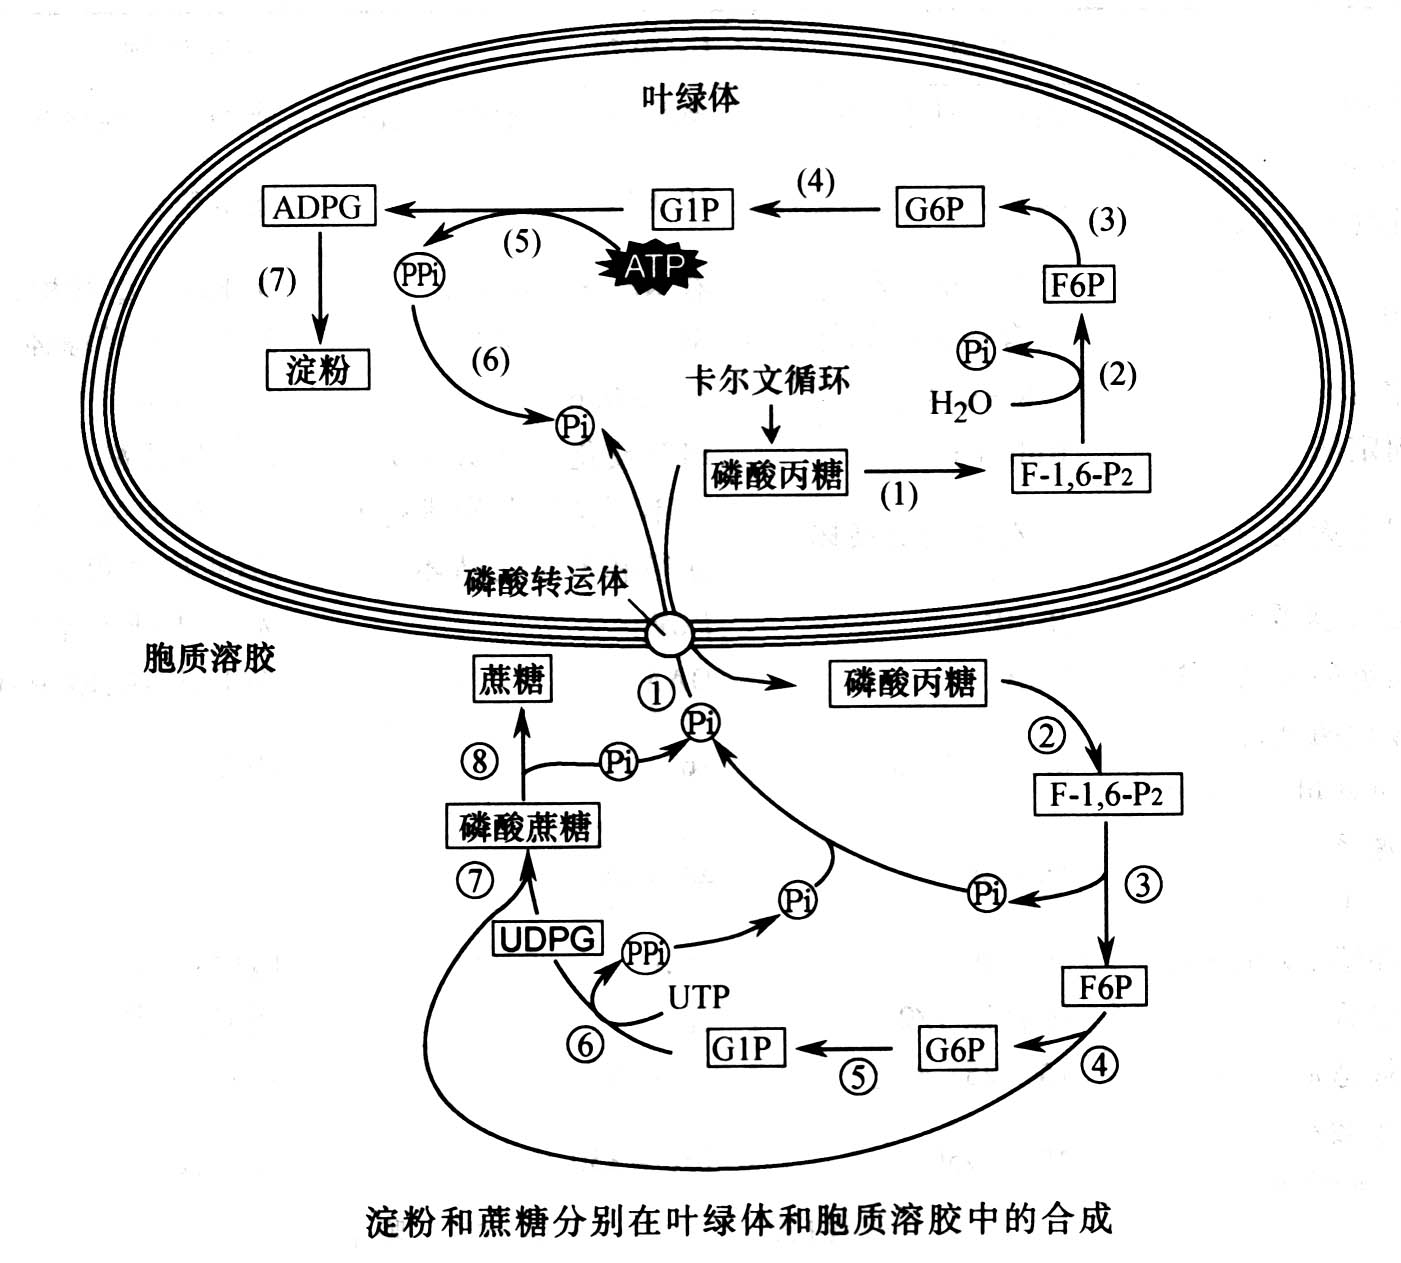 叶绿体
ADPG
G1P
(4)
G6P
(3)
(5)
ATP
PPi
(7)
F6P
淀粉
(6)
Pi
(2)
H2O
卡尔文循环
Pi
磷酸丙糖
(1)
F-1,6-P2
磷酸转运体
胞质溶胶
蔗糖
①
磷酸丙糖
Pi
②
⑧
Pi
F-1,6-P2
磷酸蔗糖
⑦
③
Pi
Pi
UDPG
PPi
UTP
F6P
⑥
G1P
⑤
G6P
④
淀粉和蔗糖分别在叶绿体和胞质溶胶中的合成